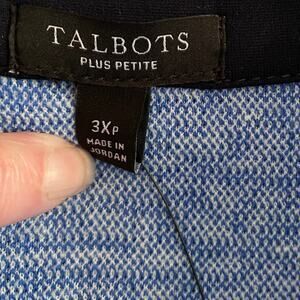 TALBOTS
PLUS PETITE
3XP
MADE IN
JORDAN